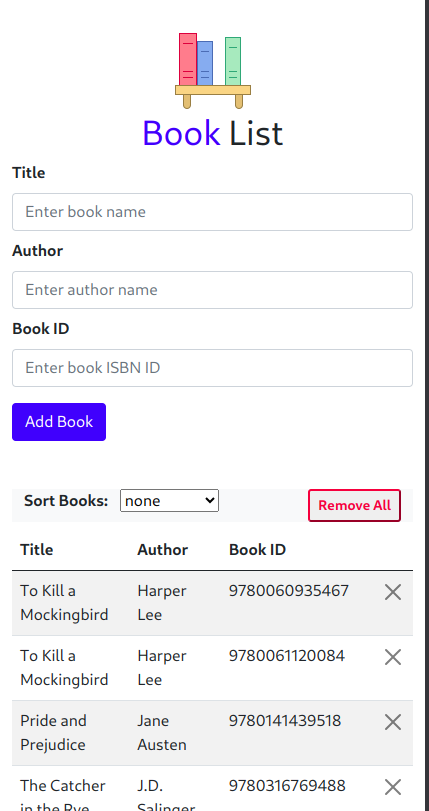 Book List
Title
Enter book name
Author
Enter author name
Book ID
Enter book ISBN ID
Add Book
Sort Books: none Remove All
Title Author Book ID
To Kill a Harper 9780060935467
Mockingbird Lee
To Kill a Harper 9780061120084
Mockingbird Lee
Pride and Jane 9780141439518
Prejudice Austen
The Catcher J.D. 9780316769488
in the Rye Salinger